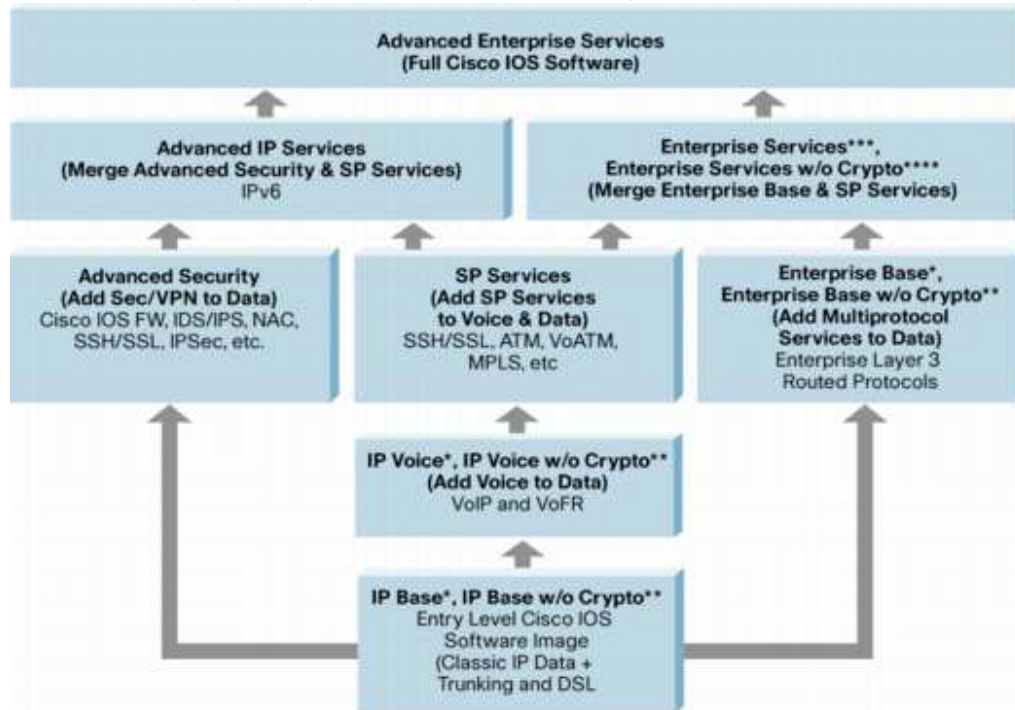 Advanced Enterprise Services
(Full Cisco IOS Software)
Advanced IP Services
(Merge Advanced Security & SP Services)
IPv6
Enterprise Services***,
Enterprise Services w/o Crypto****
(Merge Enterprise Base & SP Services)
Advanced Security
(Add Sec/VPN to Data)
Cisco IOS FW, IDS/IPS, NAC,
SSH/SSL, IPSec, etc.
SP Services
(Add SP Services
to Voice & Data)
SSH/SSL, ATM, VoATM,
MPLS, etc
Enterprise Base*,
Enterprise Base w/o Crypto**
(Add Multiprotocol
Services to Data)
Enterprise Layer 3
Routed Protocols
IP Voice*, IP Voice w/o Crypto**
(Add Voice to Data)
VoIP and VoFR
IP Base*, IP Base w/o Crypto**
Entry Level Cisco IOS
Software Image
(Classic IP Data +
Trunking and DSL